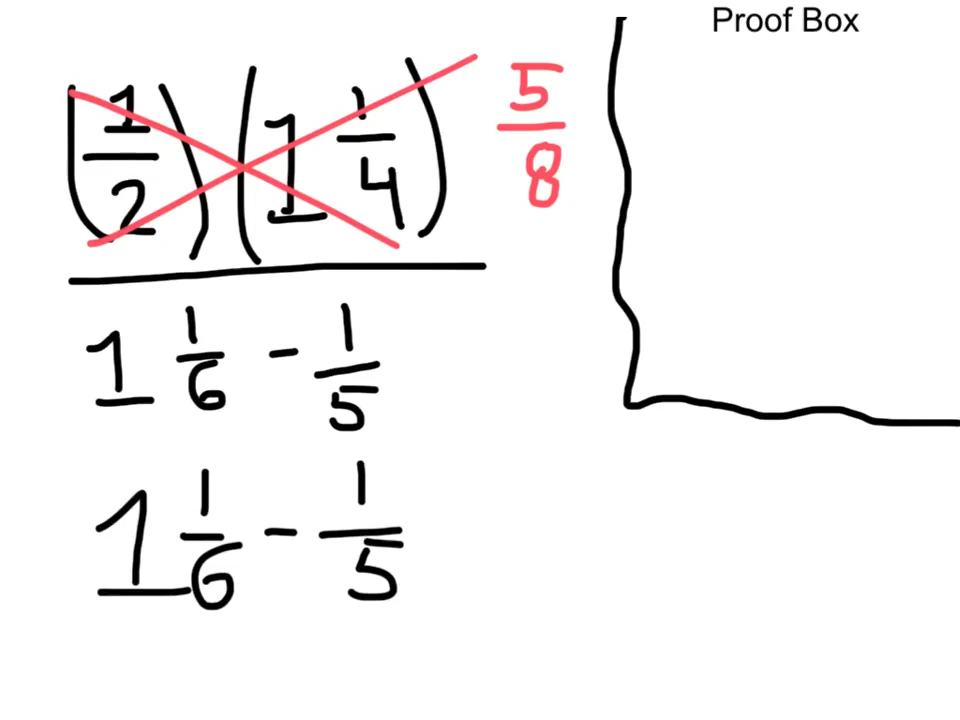 Proof Box
(1/2)(1 1/4) 5/8
1 1/6 - 1/5
1 1/6 - 1/5